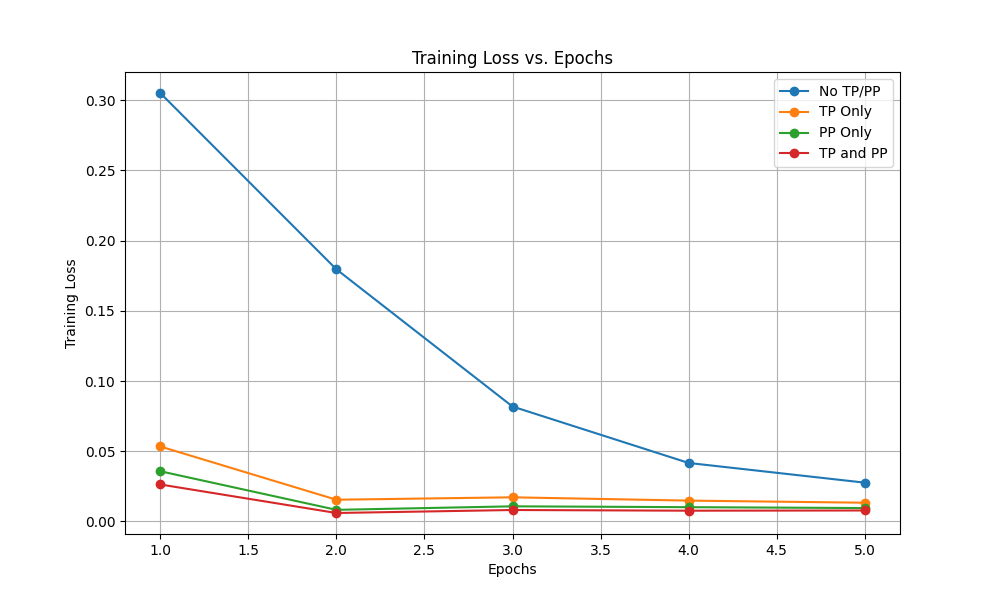 Training Loss vs. Epochs
No TP/PP
TP Only
PP Only
TP and PP
Training Loss
0.30
0.25
0.20
0.15
0.10
0.05
0.00
1.0 1.5 2.0 2.5 3.0 3.5 4.0 4.5 5.0
Epochs